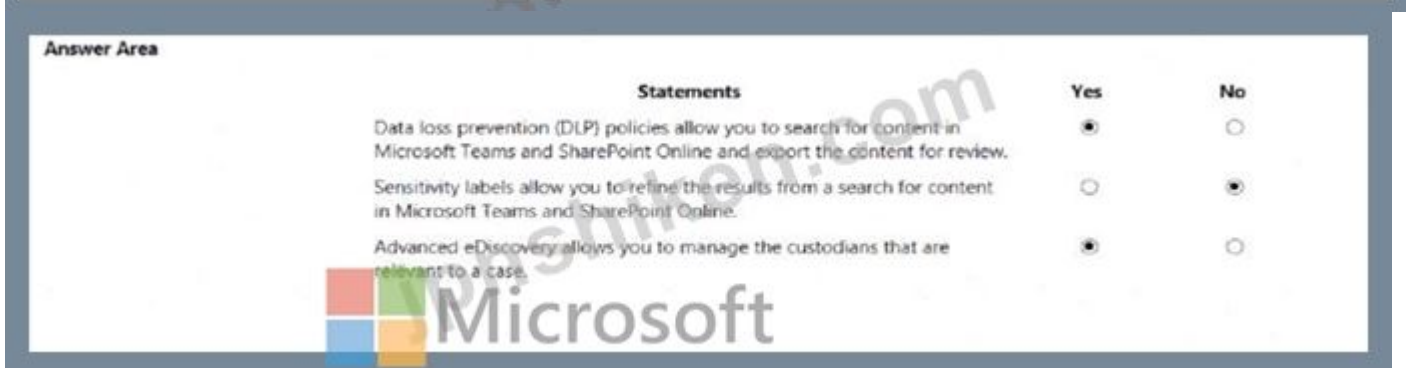 Answer Area
Statements Yes No
Data loss prevention (DLP) policies allow you to search for content in
Microsoft Teams and SharePoint Online and export the content for review.
Sensitivity labels allow you to refine the results from a search for content
in Microsoft Teams and SharePoint Online.
Advanced eDiscovery allows you to manage the custodians that are
relevant to a case.
jpnshiken.com
Microsoft